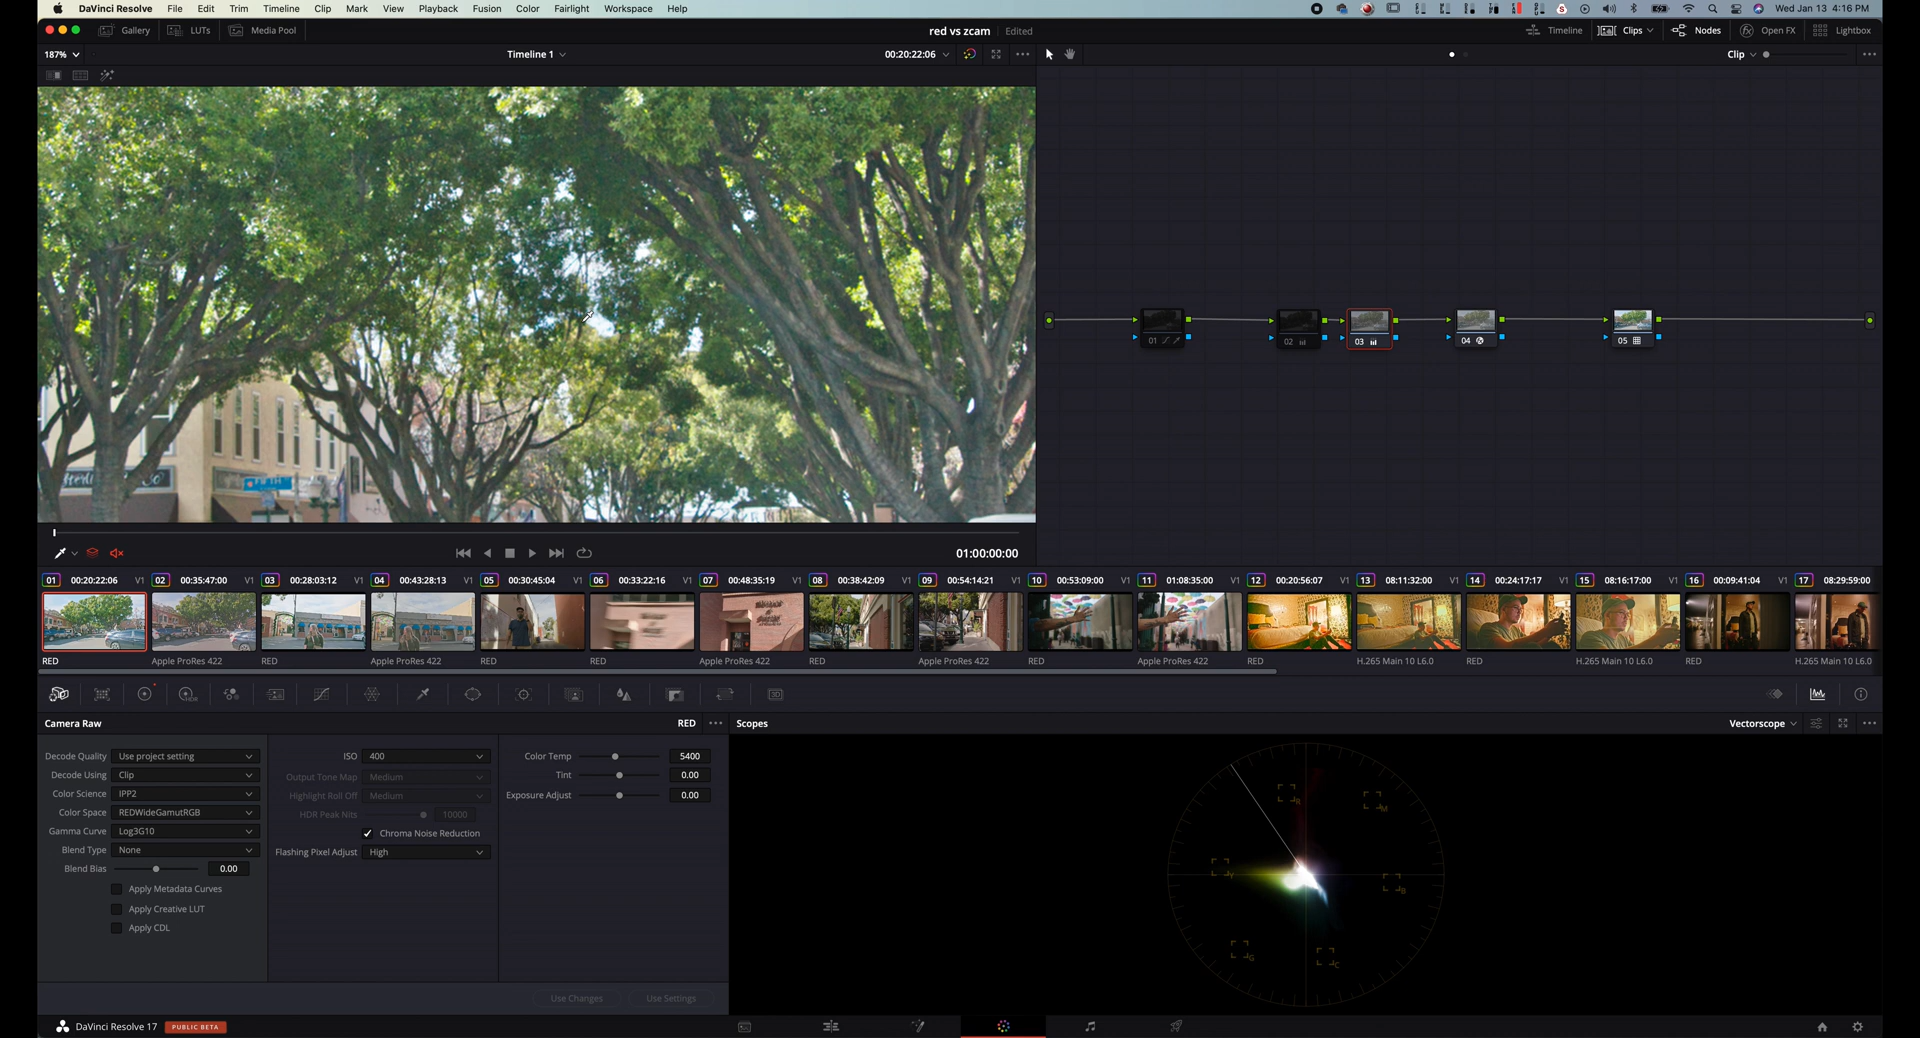 DaVinci Resolve File Edit Trim Timeline Clip Mark View Playback Fusion Color Fairlight Workspace Help Wed Jan 13 4:16 PM
Gallery LUTs Media Pool red vs zcam Edited Timeline Clips Nodes Open FX Lightbox
187% Timeline 1 00:20:22:06 Clip
01 02 03 04 05
01:00:00:00
01 00:20:22:06 V1 02 00:35:47:00 V1 03 00:28:03:12 V1 04 00:43:28:13 V1 05 00:30:45:04 V1 06 00:33:22:16 V1 07 00:48:35:19 V1 08 00:38:42:09 V1 09 00:54:14:21 V1 10 00:53:09:00 V1 11 01:08:35:00 V1 12 00:20:56:07 V1 13 08:11:32:00 V1 14 00:24:17:17 V1 15 08:16:17:00 V1 16 00:09:41:04 V1 17 08:29:59:00 V1
RED Apple ProRes 422 RED Apple ProRes 422 RED RED Apple ProRes 422 RED Apple ProRes 422 RED Apple ProRes 422 RED H.265 Main 10 L6.0 RED H.265 Main 10 L6.0 RED H.265 Main 10 L6.0
HDR 3D
Camera Raw RED Scopes Vectorscope
Decode Quality Use project setting ISO 400 Color Temp 5400
Decode Using Clip Output Tone Map Medium Tint 0.00
Color Science IPP2 Highlight Roll Off Medium Exposure Adjust 0.00
Color Space REDWideGamutRGB HDR Peak Nits 10000
Gamma Curve Log3G10 Chroma Noise Reduction
Blend Type None Flashing Pixel Adjust High
Blend Bias 0.00
Apply Metadata Curves
Apply Creative LUT
Apply CDL
R M
Y B
G C
Use Changes Use Settings
DaVinci Resolve 17 PUBLIC BETA